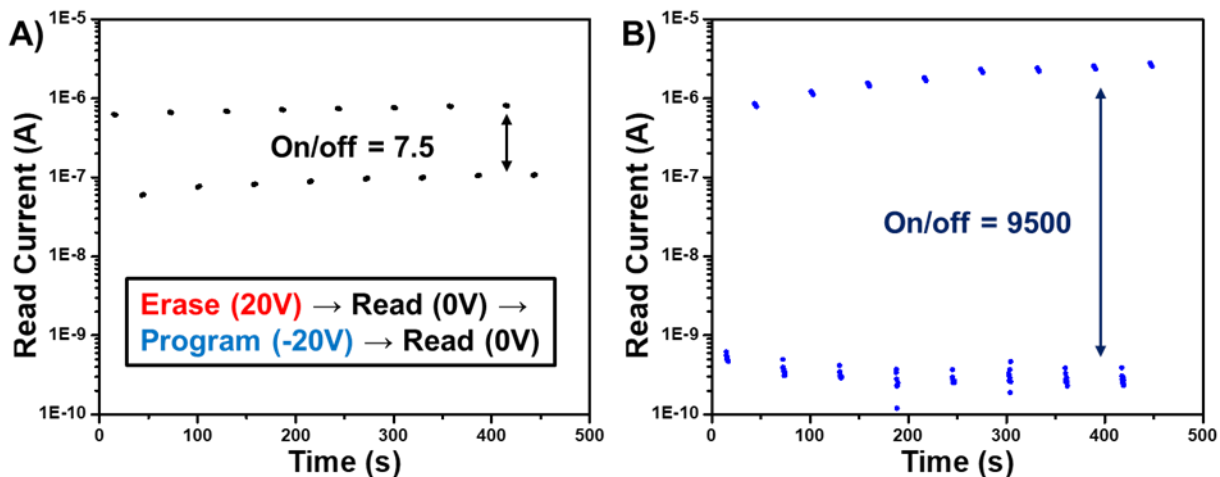 A)
Read Current (A)
1E-5
1E-6
1E-7
1E-8
1E-9
1E-10
On/off = 7.5
Erase (20V) → Read (0V) →
Program (-20V) → Read (0V)
0 100 200 300 400 500
Time (s)
B)
Read Current (A)
1E-5
1E-6
1E-7
1E-8
1E-9
1E-10
On/off = 9500
0 100 200 300 400 500
Time (s)